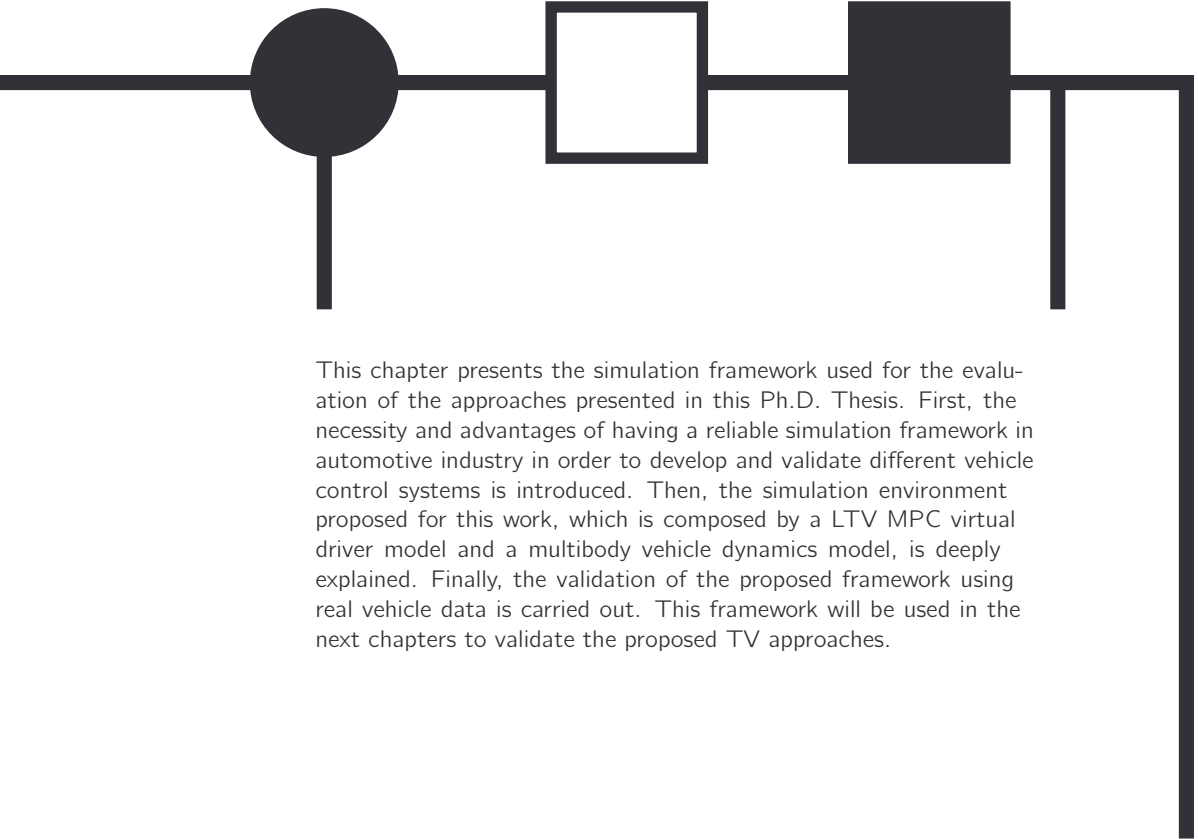 This chapter presents the simulation framework used for the evalu-
ation of the approaches presented in this Ph.D. Thesis. First, the
necessity and advantages of having a reliable simulation framework in
automotive industry in order to develop and validate different vehicle
control systems is introduced. Then, the simulation environment
proposed for this work, which is composed by a LTV MPC virtual
driver model and a multibody vehicle dynamics model, is deeply
explained. Finally, the validation of the proposed framework using
real vehicle data is carried out. This framework will be used in the
next chapters to validate the proposed TV approaches.